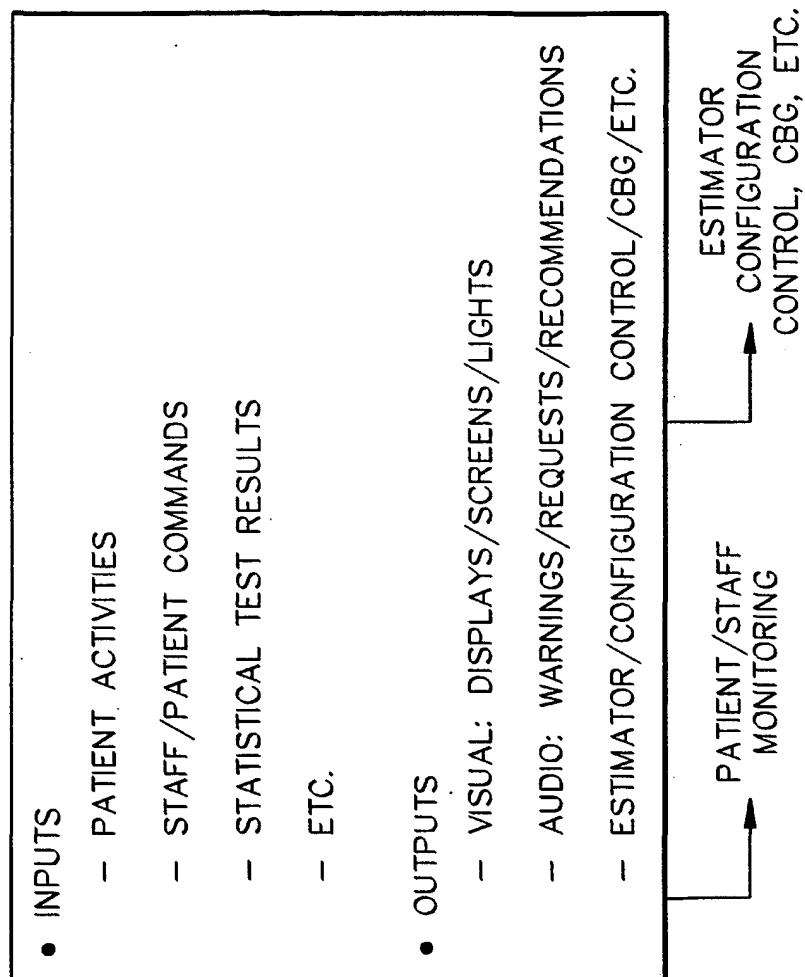 • INPUTS
– PATIENT ACTIVITIES
– STAFF/PATIENT COMMANDS
– STATISTICAL TEST RESULTS
– ETC.
• OUTPUTS
– VISUAL: DISPLAYS/SCREENS/LIGHTS
– AUDIO: WARNINGS/REQUESTS/RECOMMENDATIONS
– ESTIMATOR/CONFIGURATION CONTROL/CBG/ETC.
PATIENT/STAFF
MONITORING
ESTIMATOR
CONFIGURATION
CONTROL, CBG, ETC.